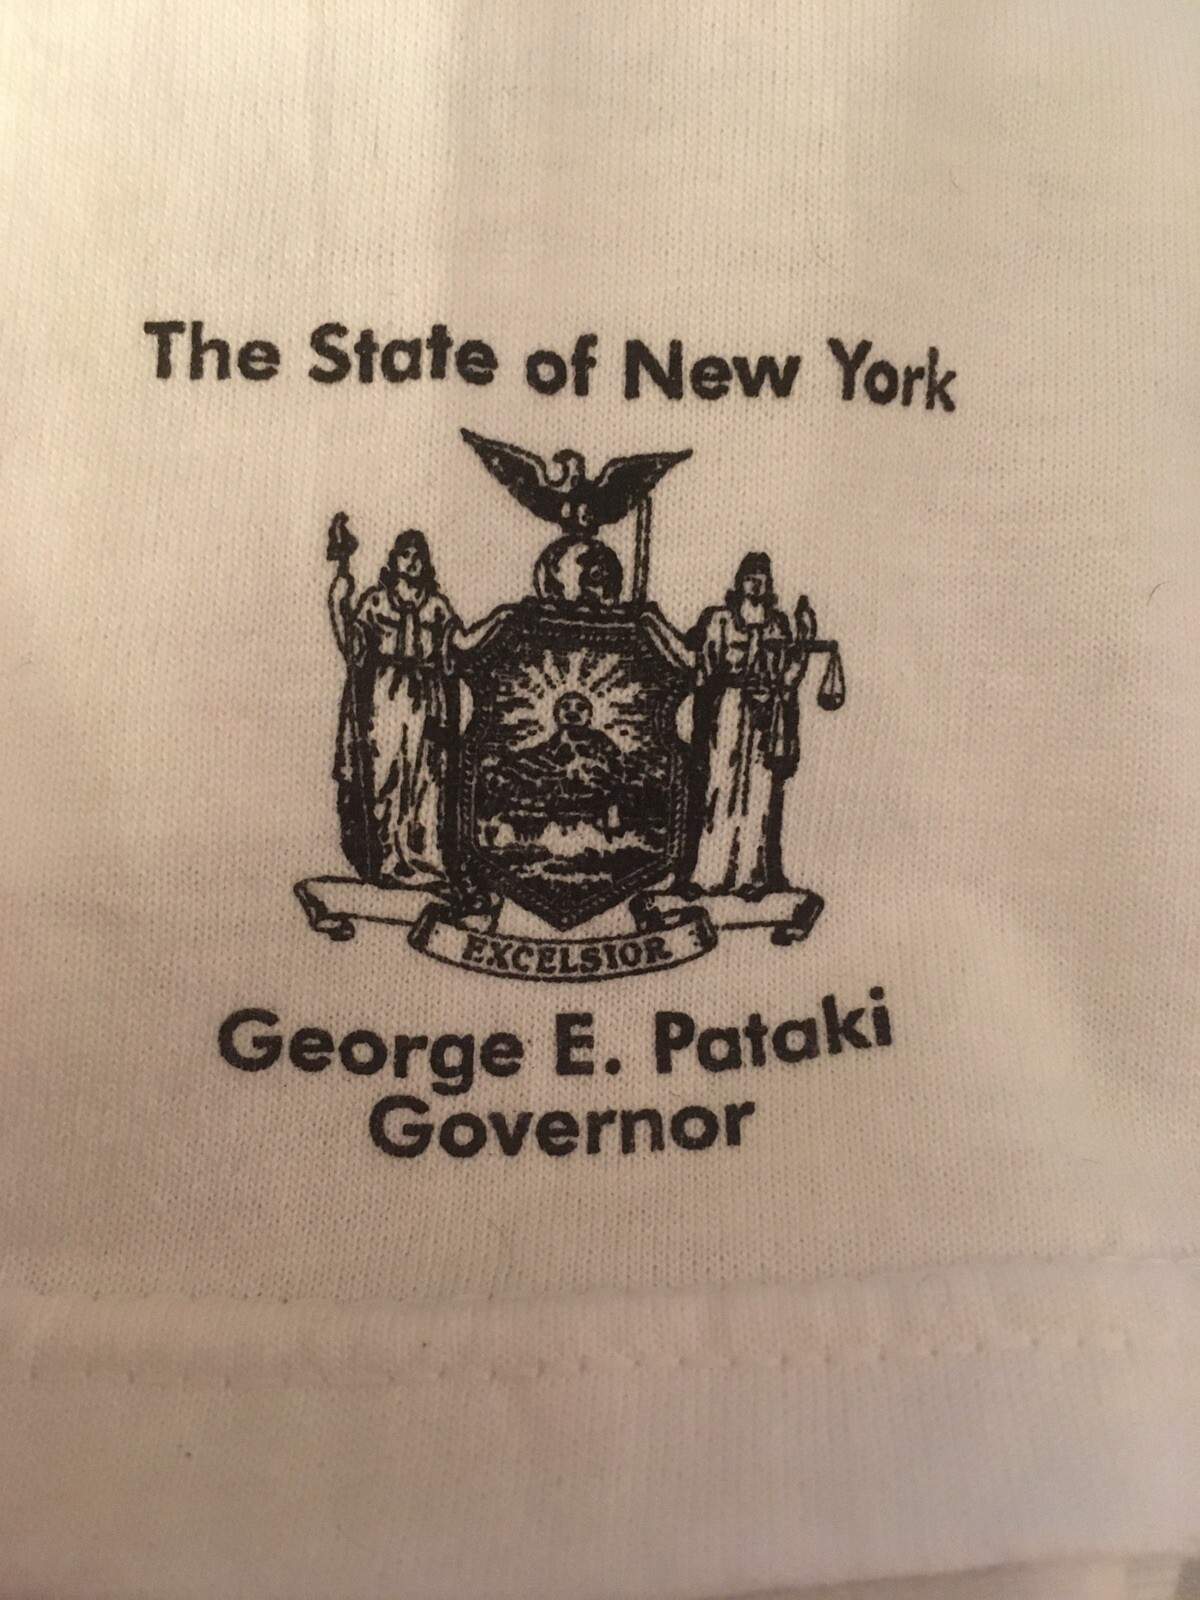 The State of New York
EXCELSIOR
George E. Pataki
Governor